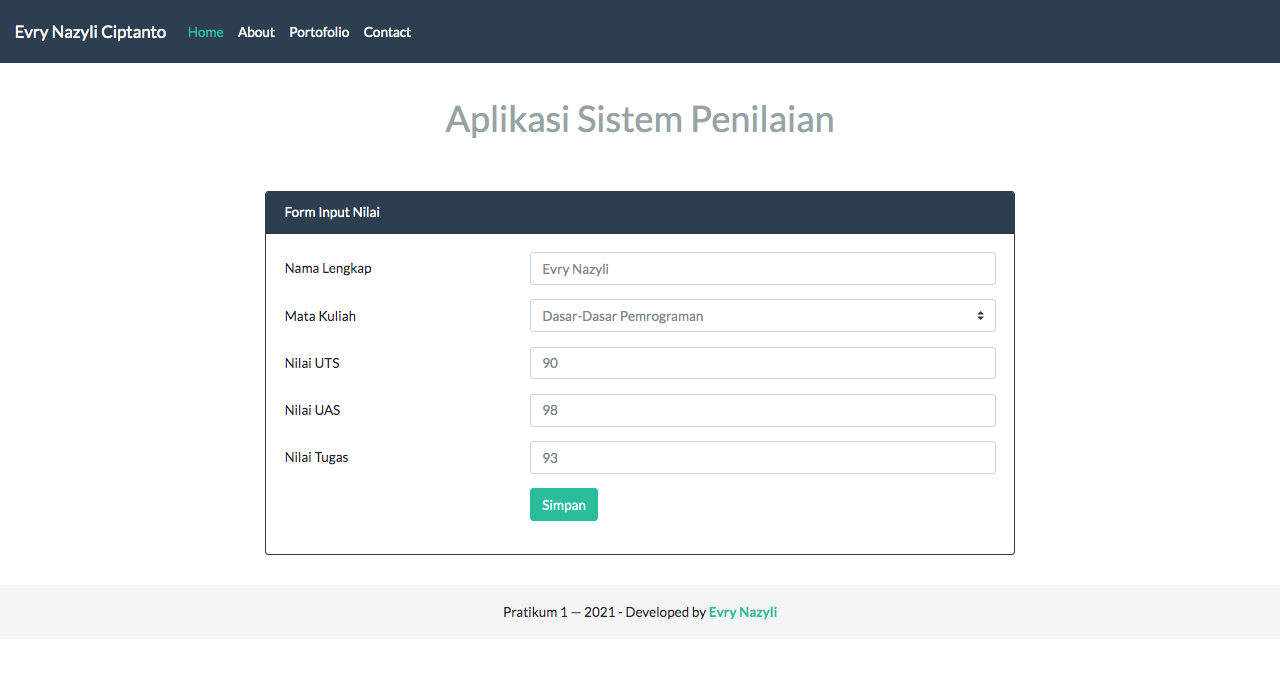 Evry Nazyli Ciptanto Home About Portofolio Contact
Aplikasi Sistem Penilaian
Form Input Nilai
Nama Lengkap Evry Nazyli
Mata Kuliah Dasar-Dasar Pemrograman
Nilai UTS 90
Nilai UAS 98
Nilai Tugas 93
Simpan
Pratikum 1 — 2021 - Developed by Evry Nazyli